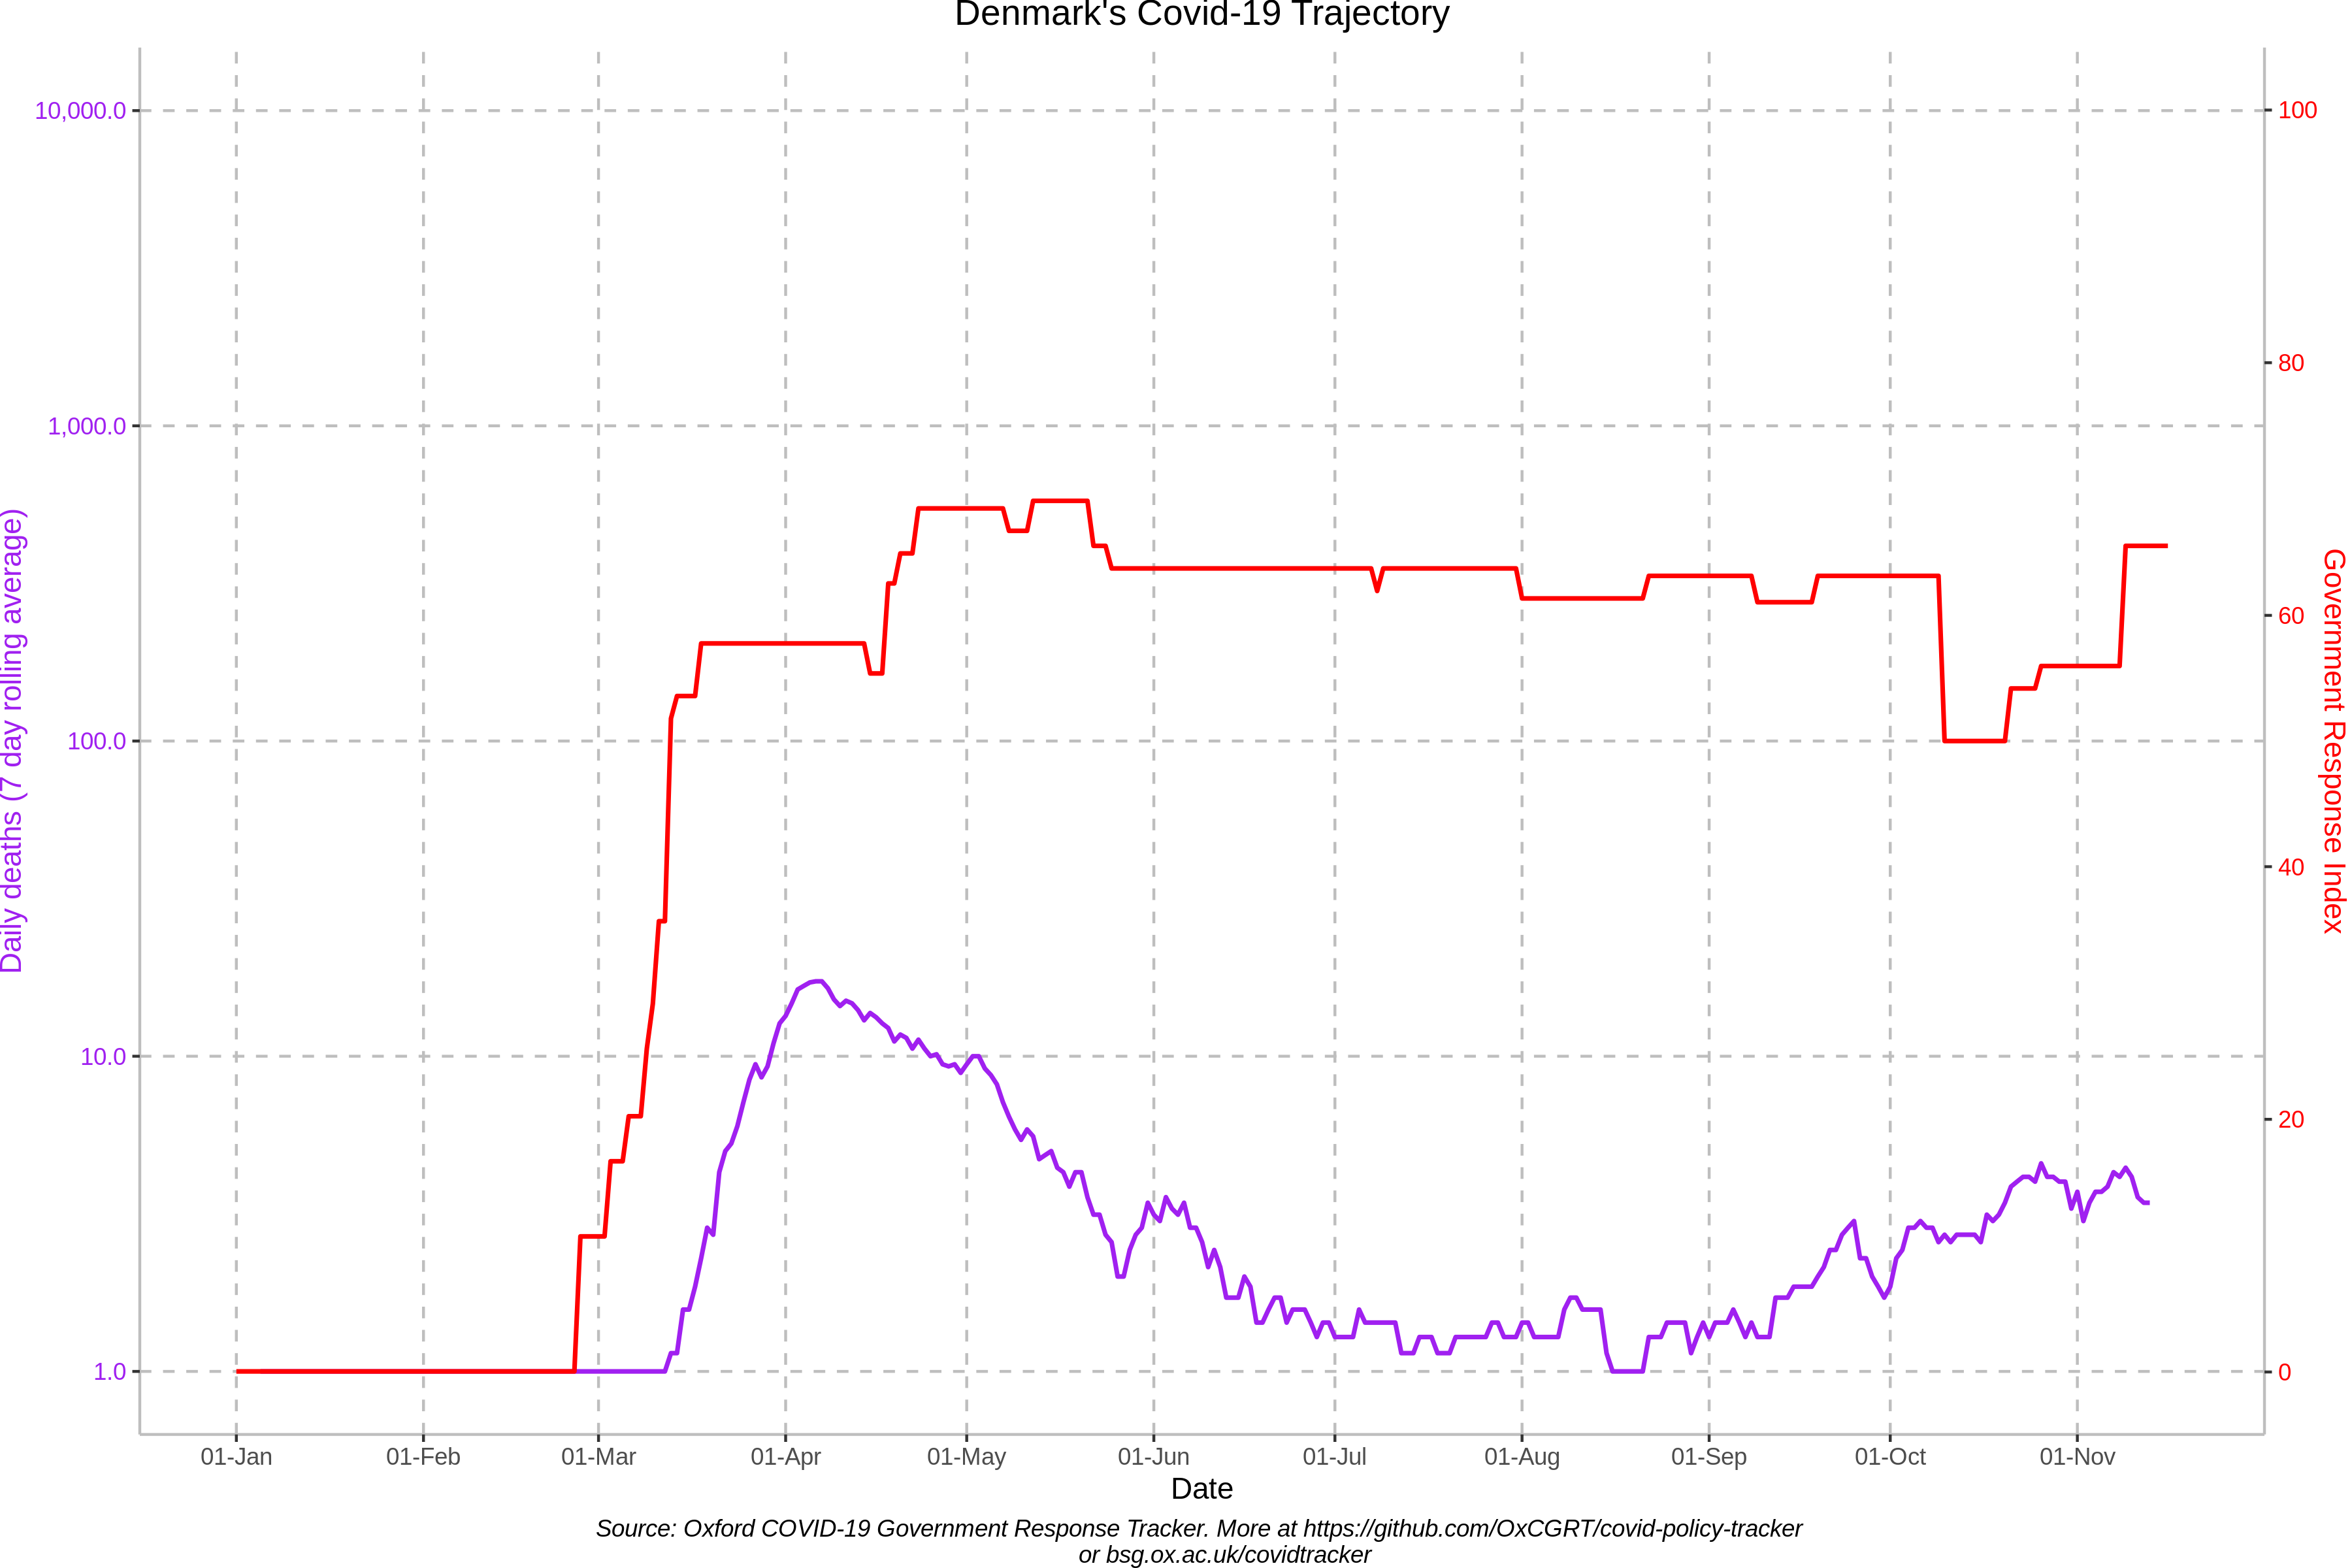 Denmark's Covid-19 Trajectory
10,000.0
1,000.0
100.0
10.0
1.0
Daily deaths (7 day rolling average)
100
80
60
40
20
0
Government Response Index
01-Jan 01-Feb 01-Mar 01-Apr 01-May 01-Jun 01-Jul 01-Aug 01-Sep 01-Oct 01-Nov
Date
Source: Oxford COVID-19 Government Response Tracker. More at https://github.com/OxCGRT/covid-policy-tracker
or bsg.ox.ac.uk/covidtracker